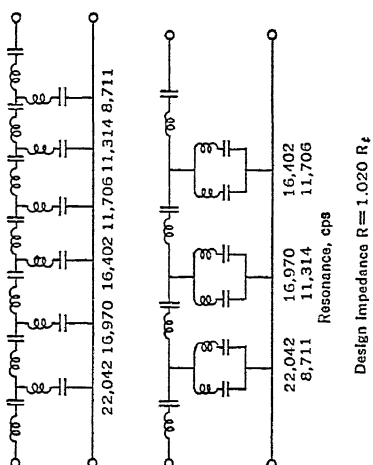 22,042 16,970 16,402 11,706 11,314 8,711
22,042 16,970 16,402
8,711 11,314 11,706
Resonance, cps
Design Impedance R=1.020 R¢